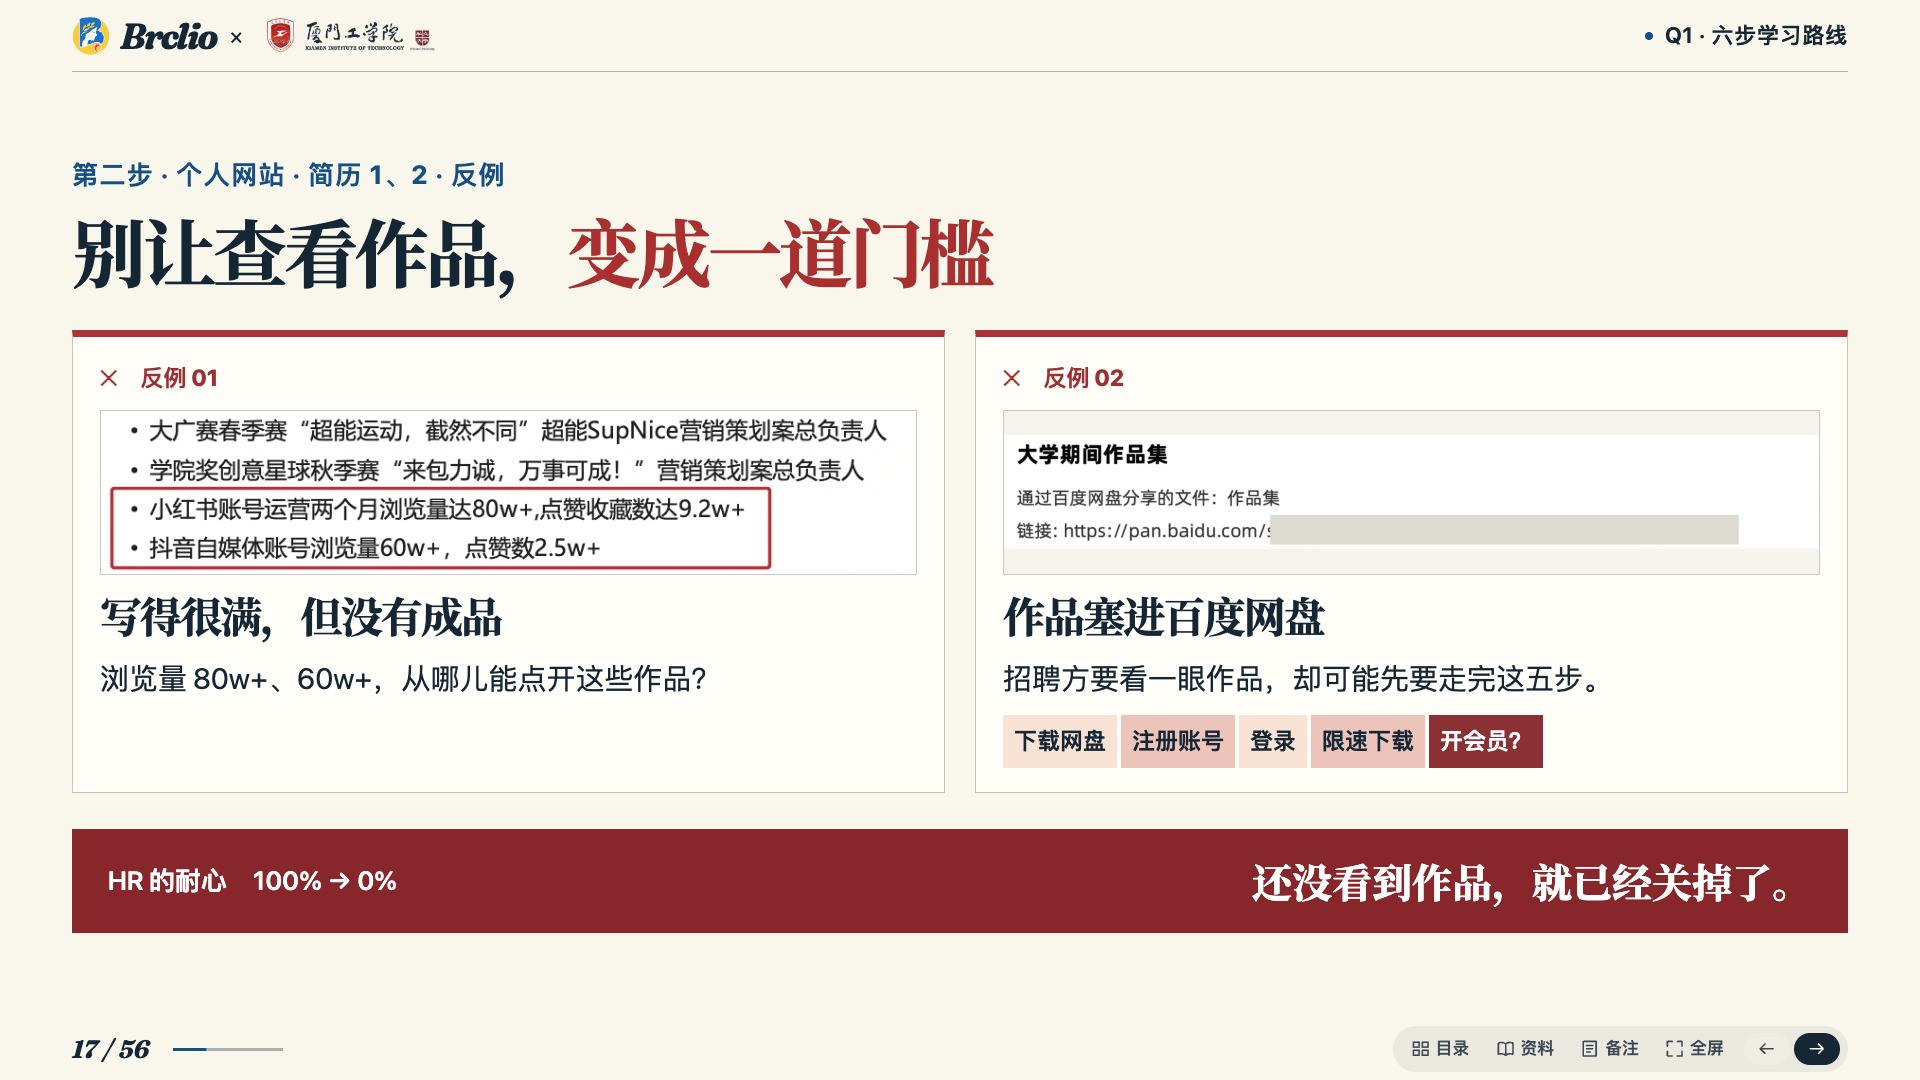 Brclio ×
厦門工学院
XIAMEN INSTITUTE OF TECHNOLOGY
Q1 · 六步学习路线
第二步 · 个人网站 · 简历 1、2 · 反例
别让查看作品，变成一道门槛
× 反例 01
• 大广赛春季赛“超能运动，截然不同”超能SupNice营销策划案总负责人
• 学院奖创意星球秋季赛“来包力诚，万事可成！”营销策划案总负责人
• 小红书账号运营两个月浏览量达80w+,点赞收藏数达9.2w+
• 抖音自媒体账号浏览量60w+，点赞数2.5w+
写得很满，但没有成品
浏览量 80w+、60w+，从哪儿能点开这些作品？
× 反例 02
大学期间作品集
通过百度网盘分享的文件：作品集
链接: https://pan.baidu.com/s
作品塞进百度网盘
招聘方要看一眼作品，却可能先要走完这五步。
下载网盘 注册账号 登录 限速下载 开会员？
HR 的耐心 100% → 0%
还没看到作品，就已经关掉了。
17 / 56
目录 资料 备注 全屏 ← →